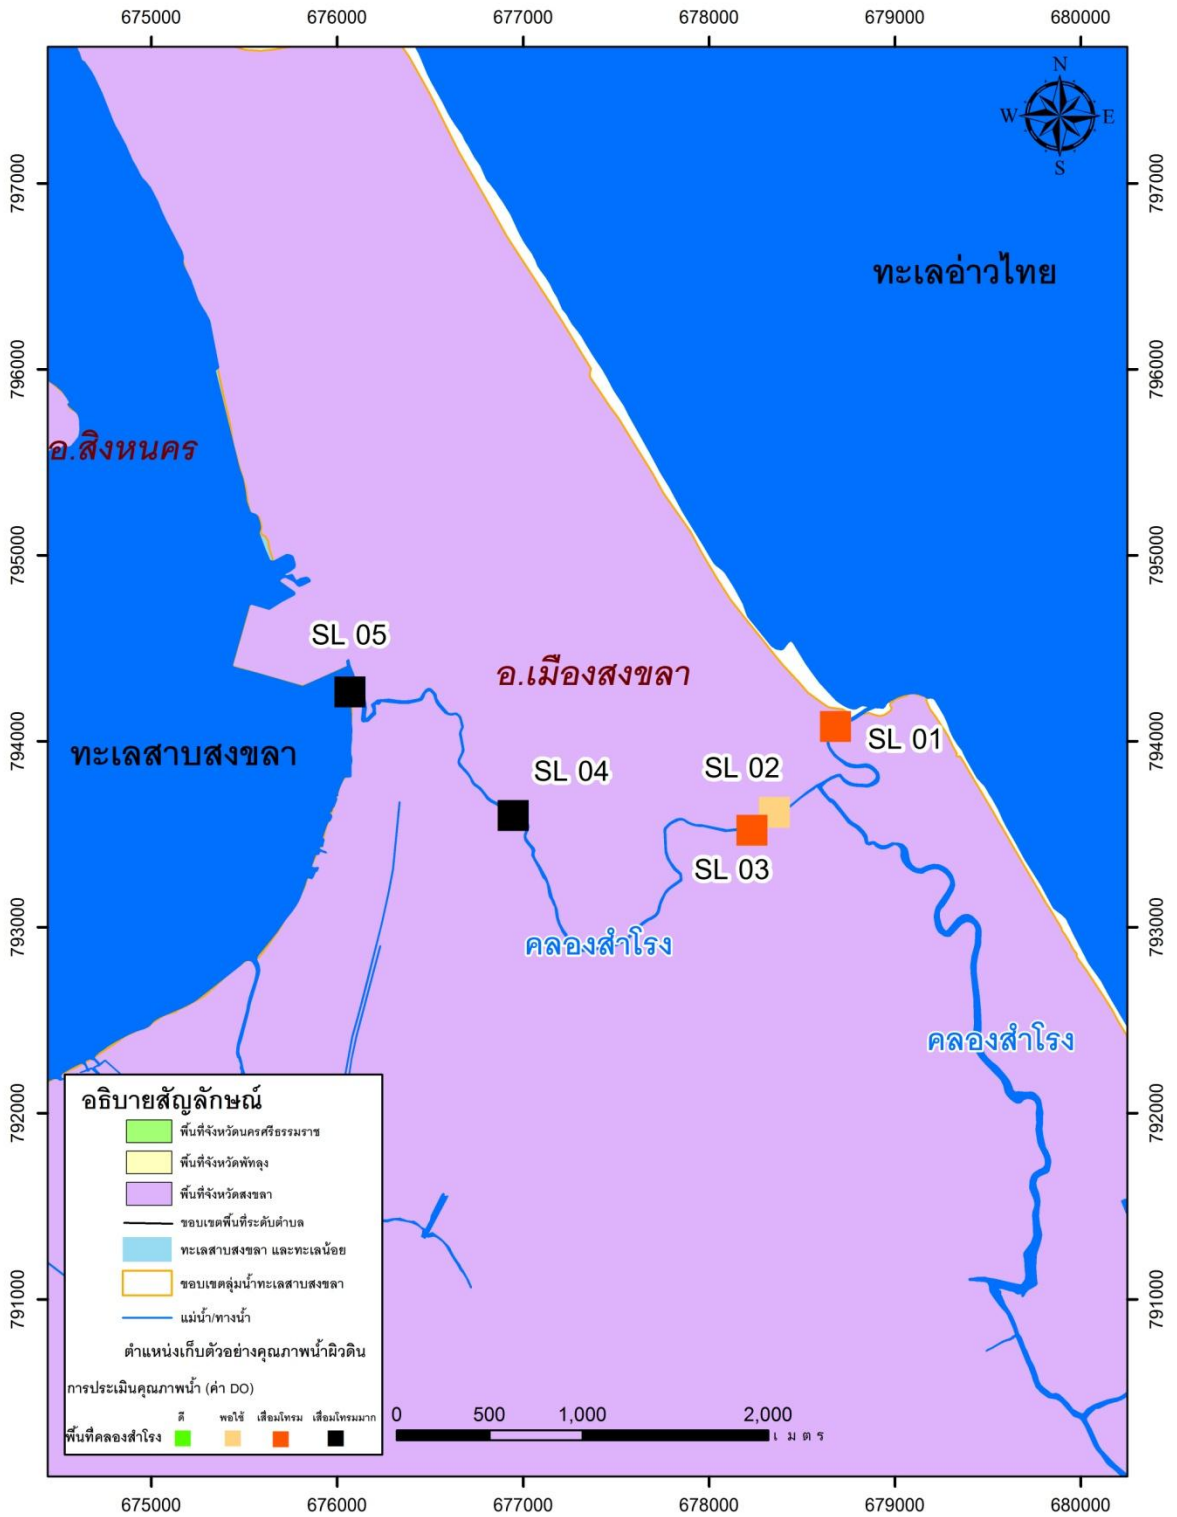 675000 676000 677000 678000 679000 680000
N
W E
S
797000 797000
ทะเลอ่าวไทย
796000 796000
อ.สิงหนคร
795000 795000
SL 05
อ.เมืองสงขลา
794000 794000
ทะเลสาบสงขลา
SL 01
SL 02
SL 04
SL 03
793000 793000
คลองสำโรง
คลองสำโรง
792000 792000
อธิบายสัญลักษณ์
พื้นที่จังหวัดนครศรีธรรมราช
พื้นที่จังหวัดพัทลุง
พื้นที่จังหวัดสงขลา
ขอบเขตพื้นที่ระดับตำบล
ทะเลสาบสงขลา และทะเลน้อย
ขอบเขตลุ่มน้ำทะเลสาบสงขลา
แม่น้ำ/ทางน้ำ
791000 791000
ตำแหน่งเก็บตัวอย่างคุณภาพน้ำผิวดิน
การประเมินคุณภาพน้ำ (ค่า DO)
ดี พอใช้ เสื่อมโทรม เสื่อมโทรมมาก
พื้นที่คลองสำโรง
0 500 1,000 2,000
เมตร
675000 676000 677000 678000 679000 680000